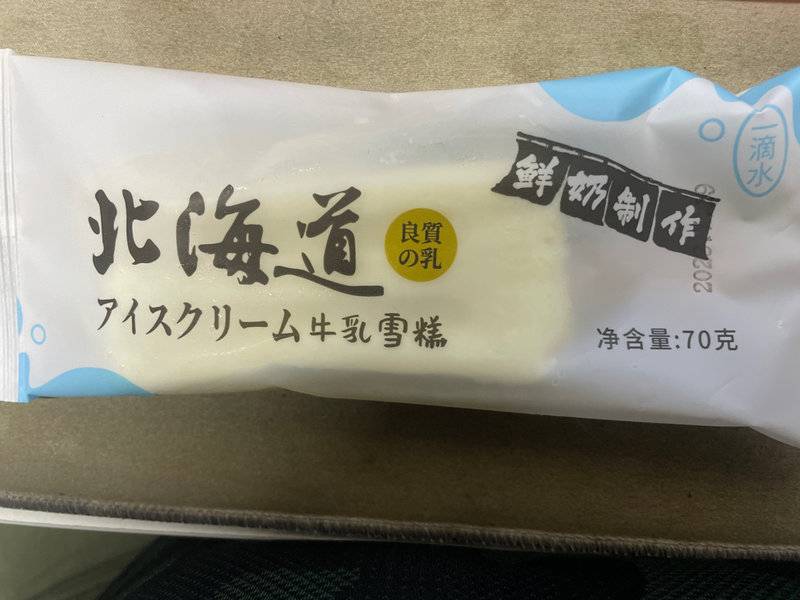 一滴水
鮮奶制作
北海道
良質
の乳
アイスクリーム牛乳雪糕
净含量:70克